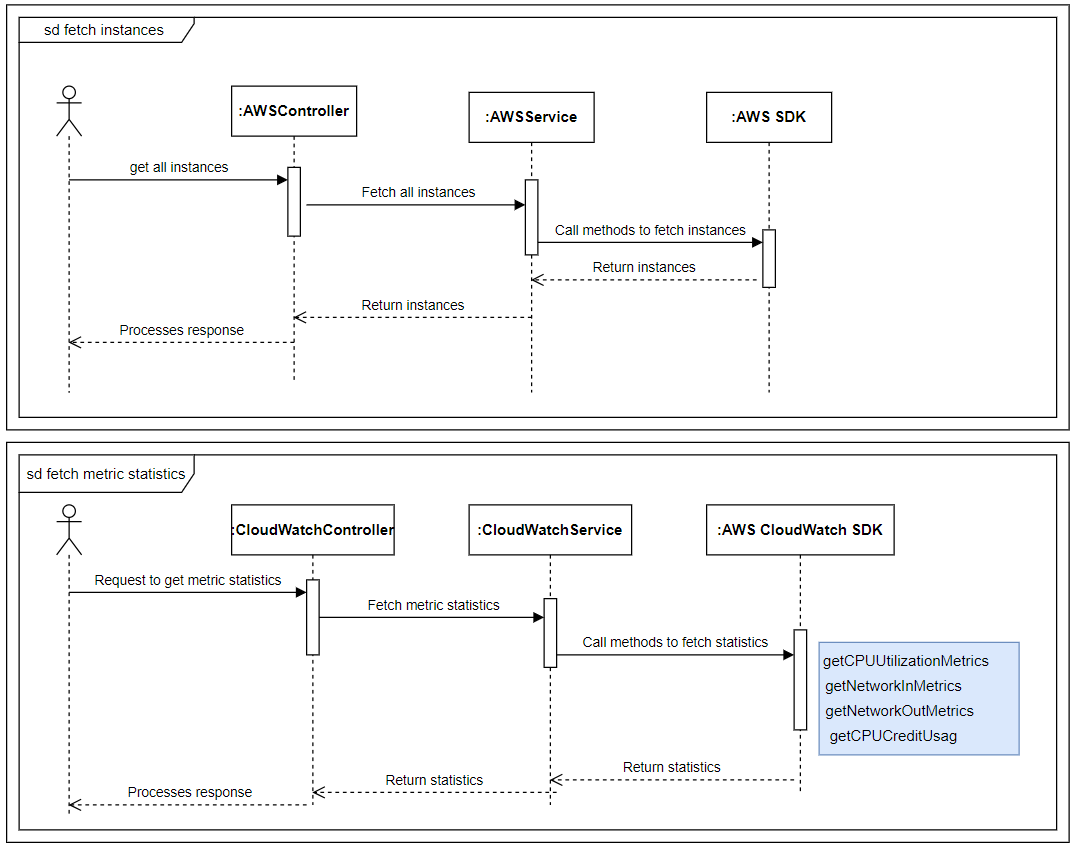 sd fetch instances
:AWSController
:AWSService
:AWS SDK
get all instances
Fetch all instances
Call methods to fetch instances
Return instances
Return instances
Processes response
sd fetch metric statistics
:CloudWatchController
:CloudWatchService
:AWS CloudWatch SDK
Request to get metric statistics
Fetch metric statistics
Call methods to fetch statistics
getCPUUtilizationMetrics
getNetworkInMetrics
getNetworkOutMetrics
getCPUCreditUsag
Return statistics
Return statistics
Processes response